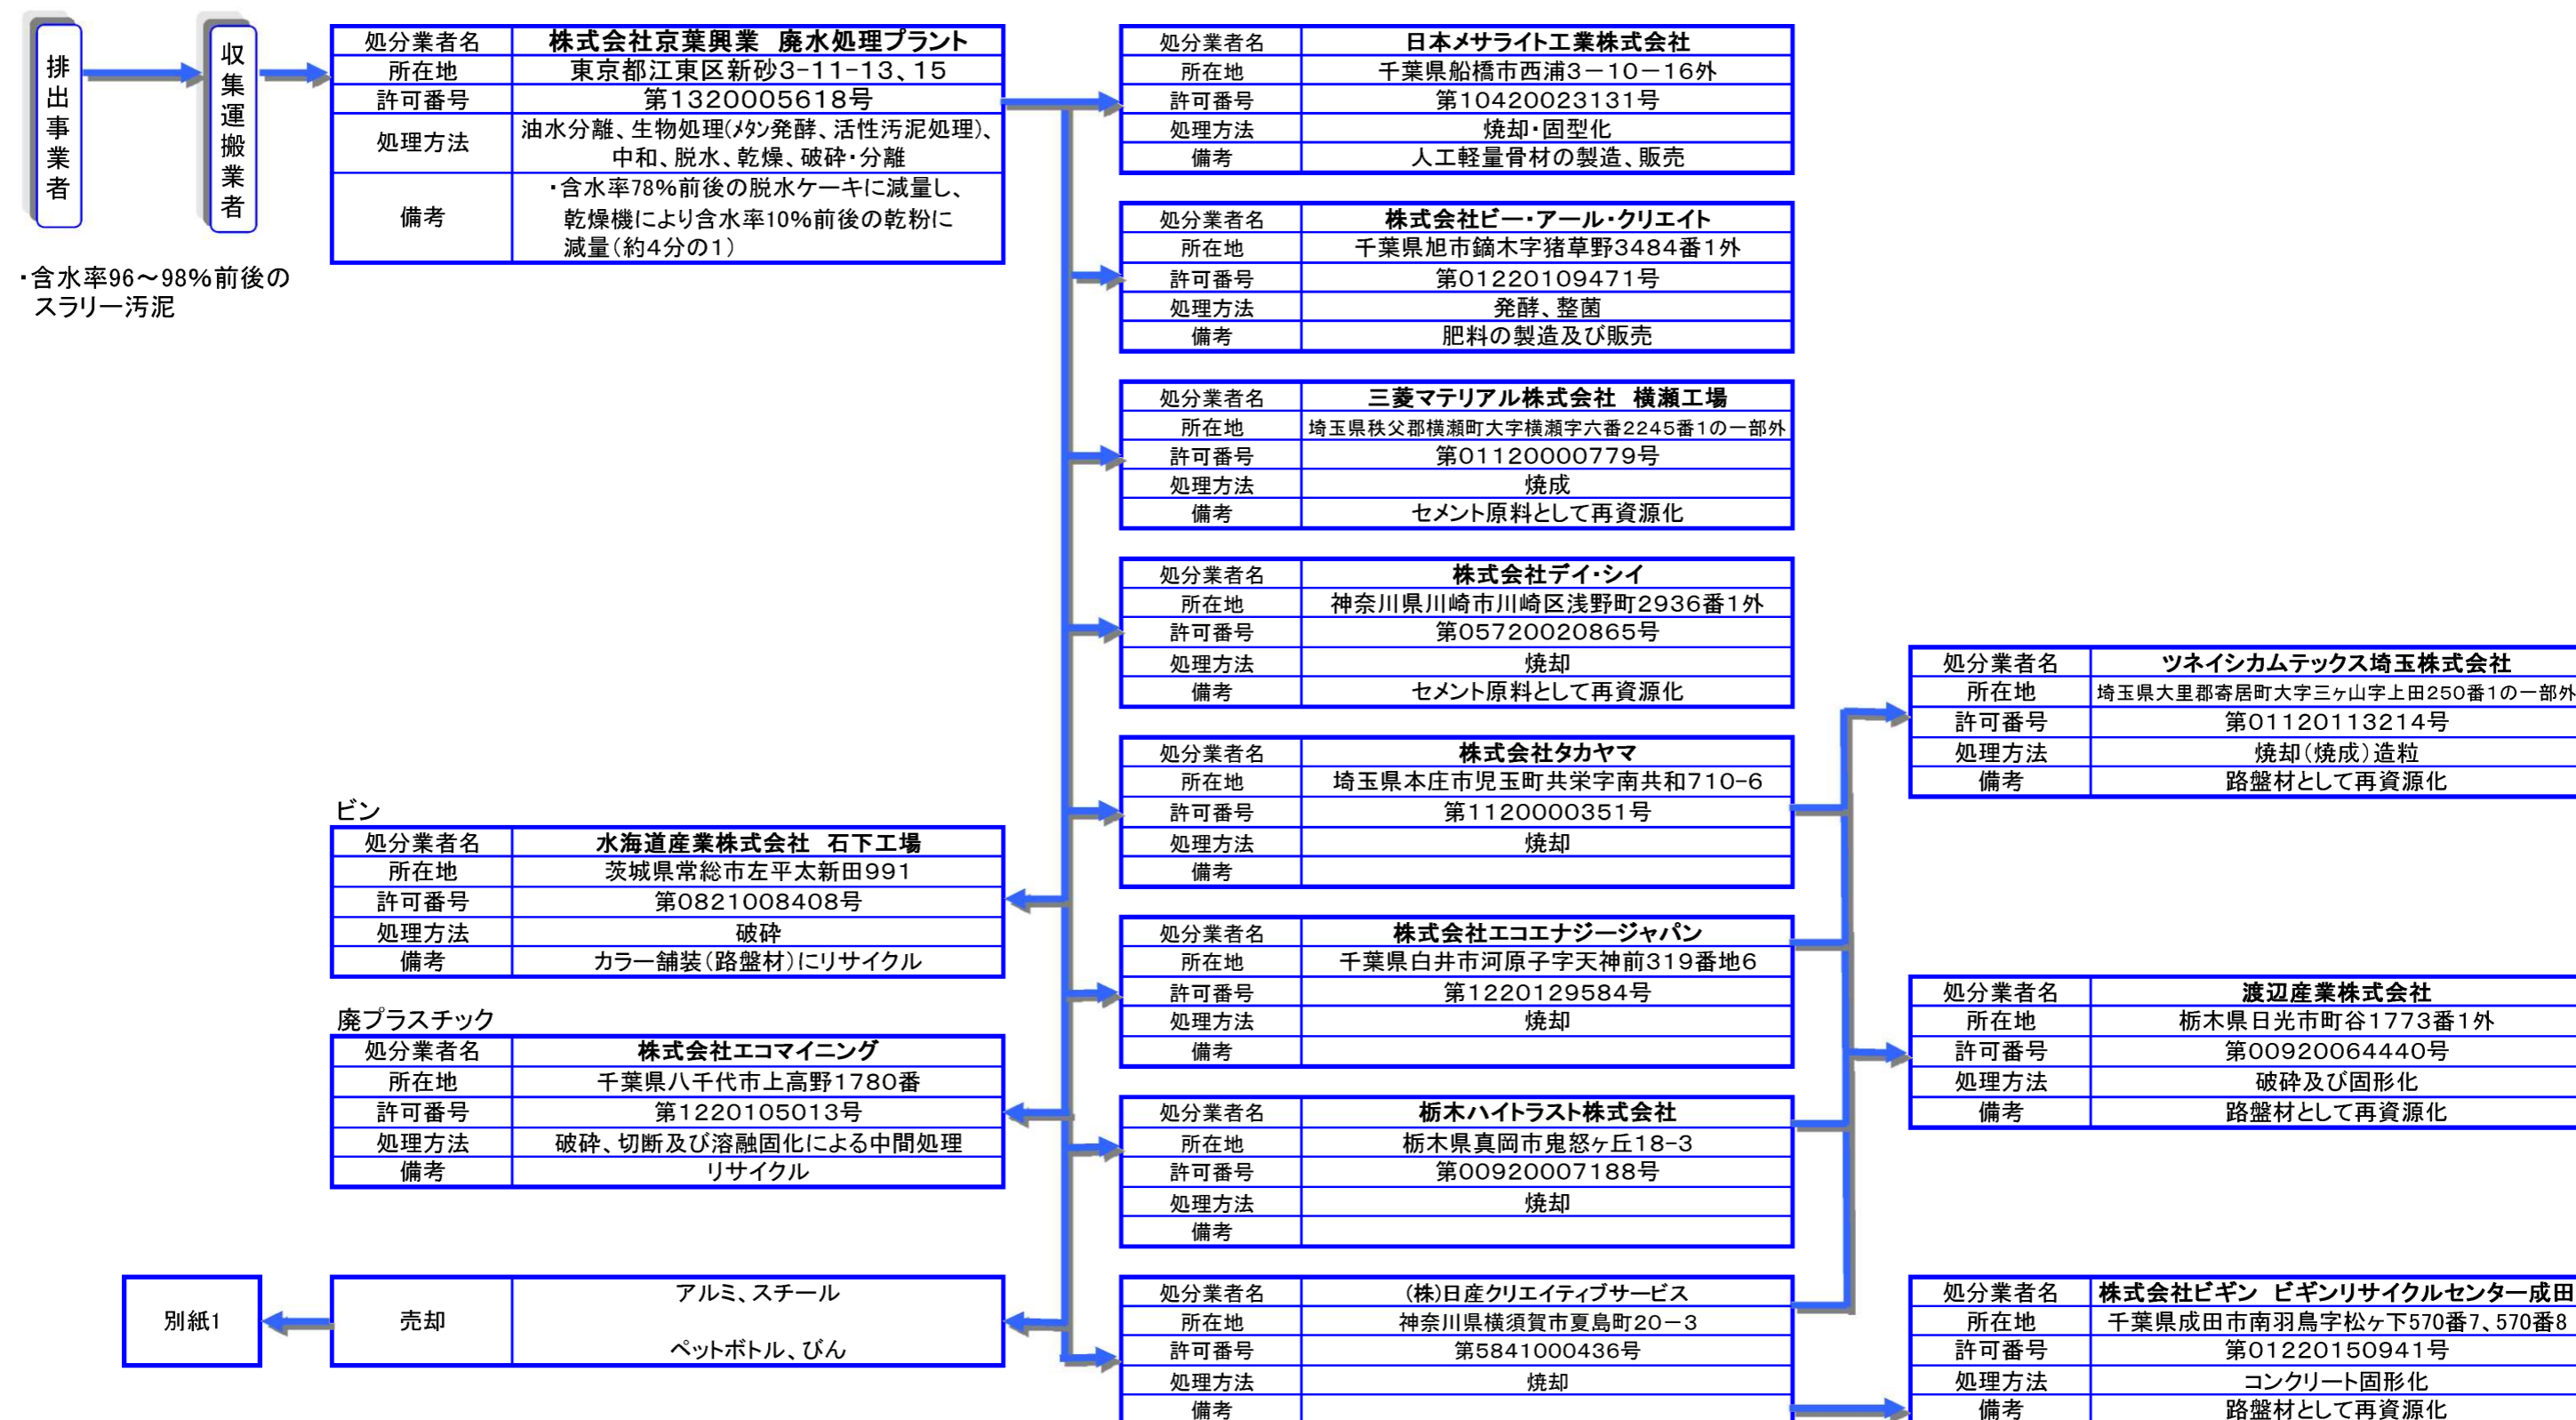 排出事業者
収集運搬業者
・含水率96～98%前後の
スラリー汚泥
処分業者名 株式会社京葉興業 廃水処理プラント
所在地 東京都江東区新砂3-11-13、15
許可番号 第1320005618号
処理方法 油水分離、生物処理(メタン発酵、活性汚泥処理)、
中和、脱水、乾燥、破砕・分離
備考 ・含水率78%前後の脱水ケーキに減量し、
乾燥機により含水率10%前後の乾粉に
減量(約4分の1)
処分業者名 日本メサライト工業株式会社
所在地 千葉県船橋市西浦3－10－16外
許可番号 第10420023131号
処理方法 焼却・固型化
備考 人工軽量骨材の製造、販売
処分業者名 株式会社ビー・アール・クリエイト
所在地 千葉県旭市鏑木字猪草野3484番1外
許可番号 第01220109471号
処理方法 発酵、整菌
備考 肥料の製造及び販売
処分業者名 三菱マテリアル株式会社 横瀬工場
所在地 埼玉県秩父郡横瀬町大字横瀬字六番2245番1の一部外
許可番号 第01120000779号
処理方法 焼成
備考 セメント原料として再資源化
処分業者名 株式会社デイ・シイ
所在地 神奈川県川崎市川崎区浅野町2936番1外
許可番号 第05720020865号
処理方法 焼却
備考 セメント原料として再資源化
処分業者名 株式会社タカヤマ
所在地 埼玉県本庄市児玉町共栄字南共和710-6
許可番号 第1120000351号
処理方法 焼却
備考
処分業者名 株式会社エコエナジージャパン
所在地 千葉県白井市河原子字天神前319番地6
許可番号 第1220129584号
処理方法 焼却
備考
処分業者名 栃木ハイトラスト株式会社
所在地 栃木県真岡市鬼怒ヶ丘18-3
許可番号 第00920007188号
処理方法 焼却
備考
処分業者名 (株)日産クリエイティブサービス
所在地 神奈川県横須賀市夏島町20－3
許可番号 第5841000436号
処理方法 焼却
備考
ビン
処分業者名 水海道産業株式会社 石下工場
所在地 茨城県常総市左平太新田991
許可番号 第0821008408号
処理方法 破砕
備考 カラー舗装(路盤材)にリサイクル
廃プラスチック
処分業者名 株式会社エコマイニング
所在地 千葉県八千代市上高野1780番
許可番号 第1220105013号
処理方法 破砕、切断及び溶融固化による中間処理
備考 リサイクル
別紙1
売却
アルミ、スチール
ペットボトル、びん
処分業者名 ツネイシカムテックス埼玉株式会社
所在地 埼玉県大里郡寄居町大字三ヶ山字上田250番1の一部外
許可番号 第01120113214号
処理方法 焼却(焼成)造粒
備考 路盤材として再資源化
処分業者名 渡辺産業株式会社
所在地 栃木県日光市町谷1773番1外
許可番号 第00920064440号
処理方法 破砕及び固形化
備考 路盤材として再資源化
処分業者名 株式会社ビギン ビギンリサイクルセンター成田
所在地 千葉県成田市南羽鳥字松ヶ下570番7、570番8
許可番号 第01220150941号
処理方法 コンクリート固形化
備考 路盤材として再資源化